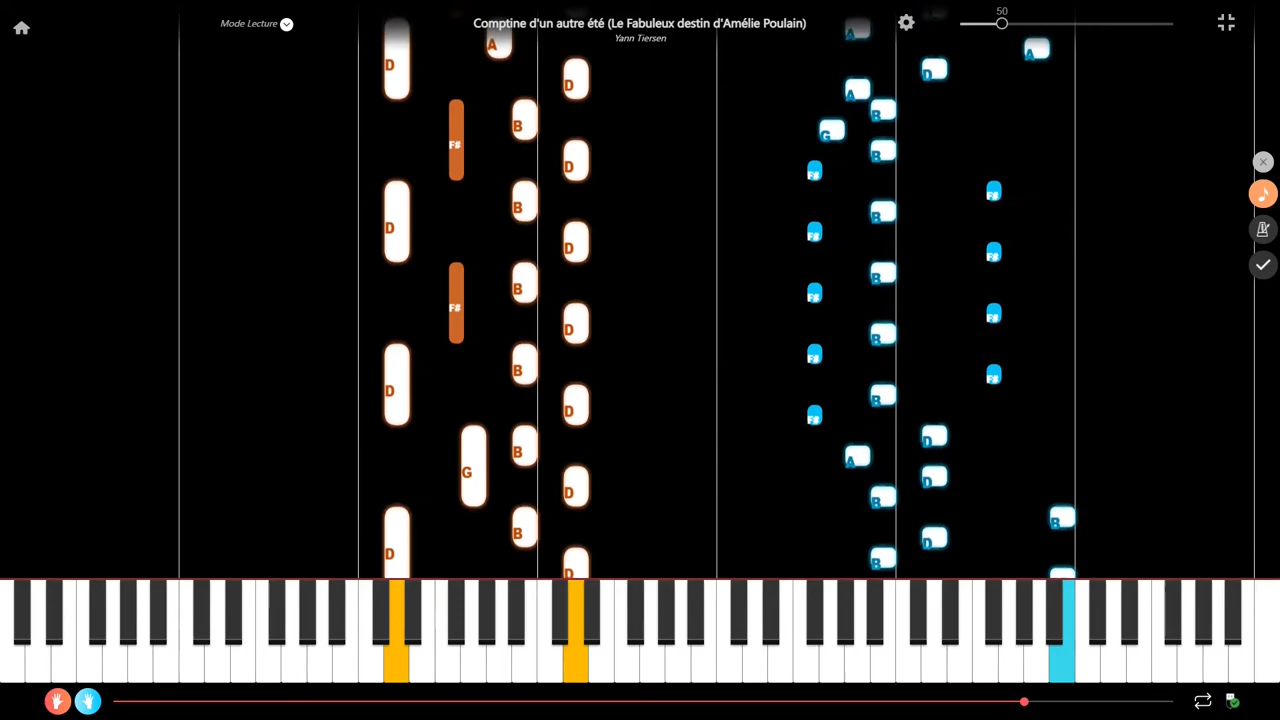 50
Mode Lecture
Comptine d'un autre été (Le Fabuleux destin d'Amélie Poulain)
Yann Tiersen
A
A
A
D
D
D
A
B
B
F#
G
B
D
F#
F#
B
B
D
F#
D
F#
B
B
F#
F#
F#
D
B
F#
B
F#
D
B
D
F#
D
B
A
G
D
D
B
B
B
D
D
B
D